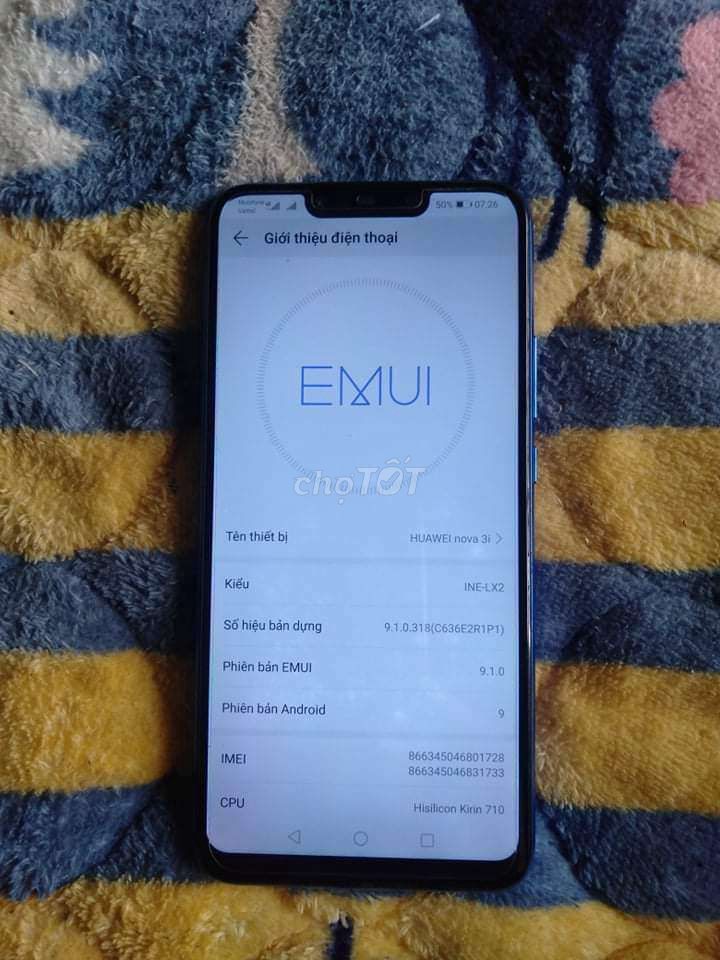 Mobifone
Viettel
50% 07:26
Giới thiệu điện thoại
EMUI
chợTỐT
Tên thiết bị HUAWEI nova 3i
Kiểu INE-LX2
Số hiệu bản dựng 9.1.0.318(C636E2R1P1)
Phiên bản EMUI 9.1.0
Phiên bản Android 9
IMEI 866345046801728
866345046831733
CPU Hisilicon Kirin 710